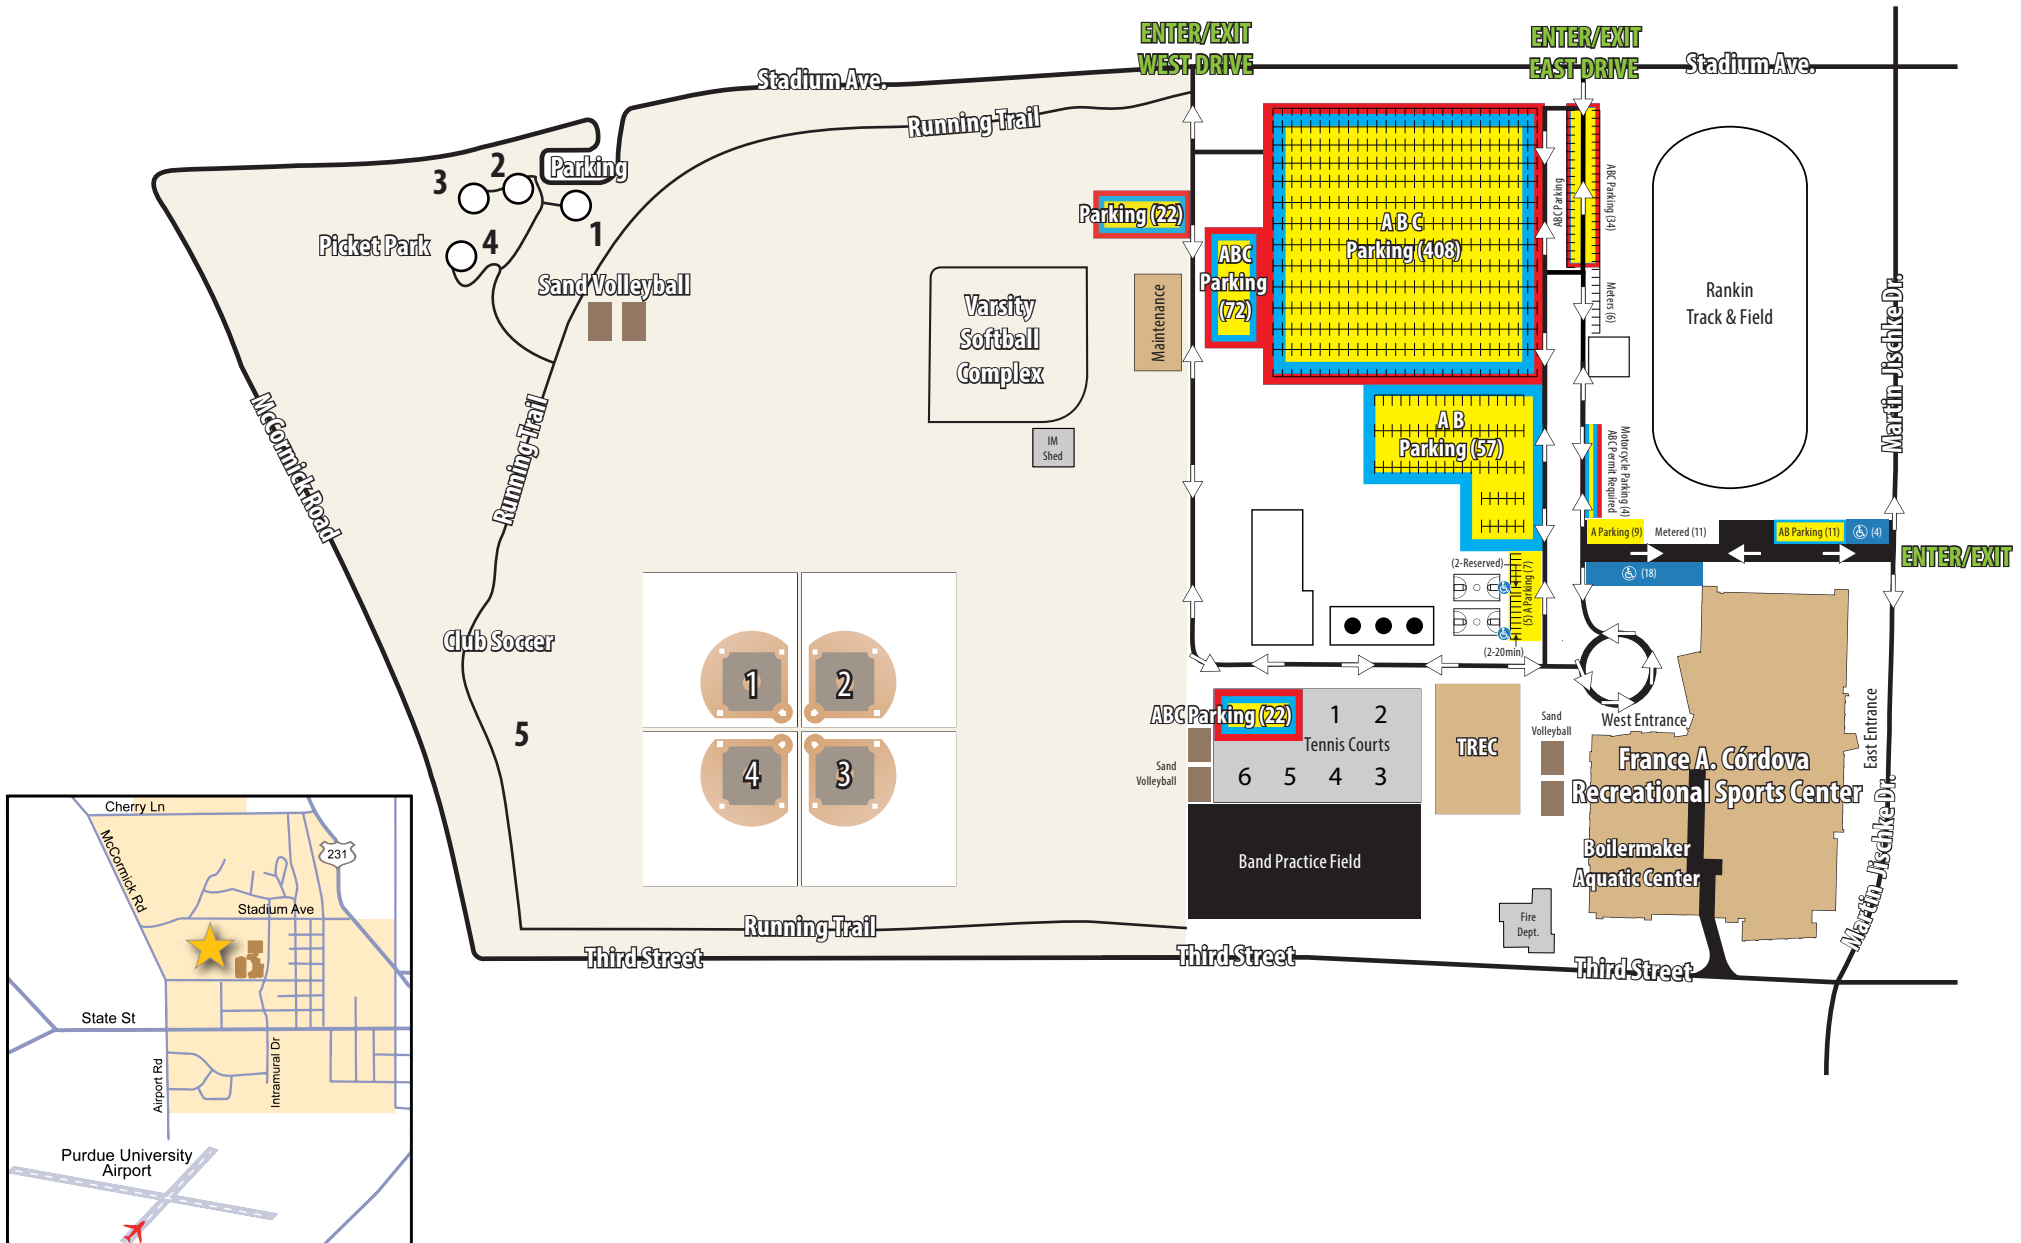 ENTER/EXIT
WEST DRIVE
ENTER/EXIT
EAST DRIVE
Stadium Ave.
Stadium Ave.
Running Trail
Parking
3
2
1
4
Picket Park
Sand Volleyball
Parking (22)
ABC
Parking
(72)
A B C
Parking (408)
ABC Parking
ABC Parking (34)
Meters (6)
Rankin
Track & Field
Martin Jischke Dr.
Varsity
Softball
Complex
Maintenance
IM
Shed
A B
Parking (57)
Motorcycle Parking (4)
ABC Permit Required
McCormick Road
Running Trail
A Parking (9)
Metered (11)
AB Parking (11)
(4)
ENTER/EXIT
(18)
(2-Reserved)
(5) A Parking (7)
(2-20min)
Club Soccer
5
1
2
4
3
ABC Parking (22)
1 2
Tennis Courts
6 5 4 3
Sand
Volleyball
TREC
Sand
Volleyball
West Entrance
East Entrance
France A. Córdova
Recreational Sports Center
Boilermaker
Aquatic Center
Martin Jischke Dr.
Band Practice Field
Fire
Dept.
Running Trail
Third Street
Third Street
Third Street
Cherry Ln
McCormick Rd
231
Stadium Ave
State St
Airport Rd
Intramural Dr
Purdue University
Airport